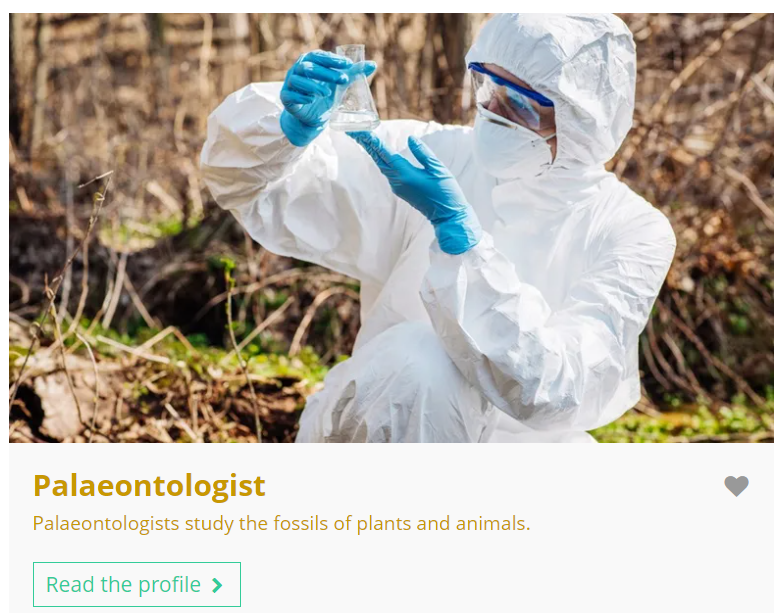 Palaeontologist
Palaeontologists study the fossils of plants and animals.
Read the profile